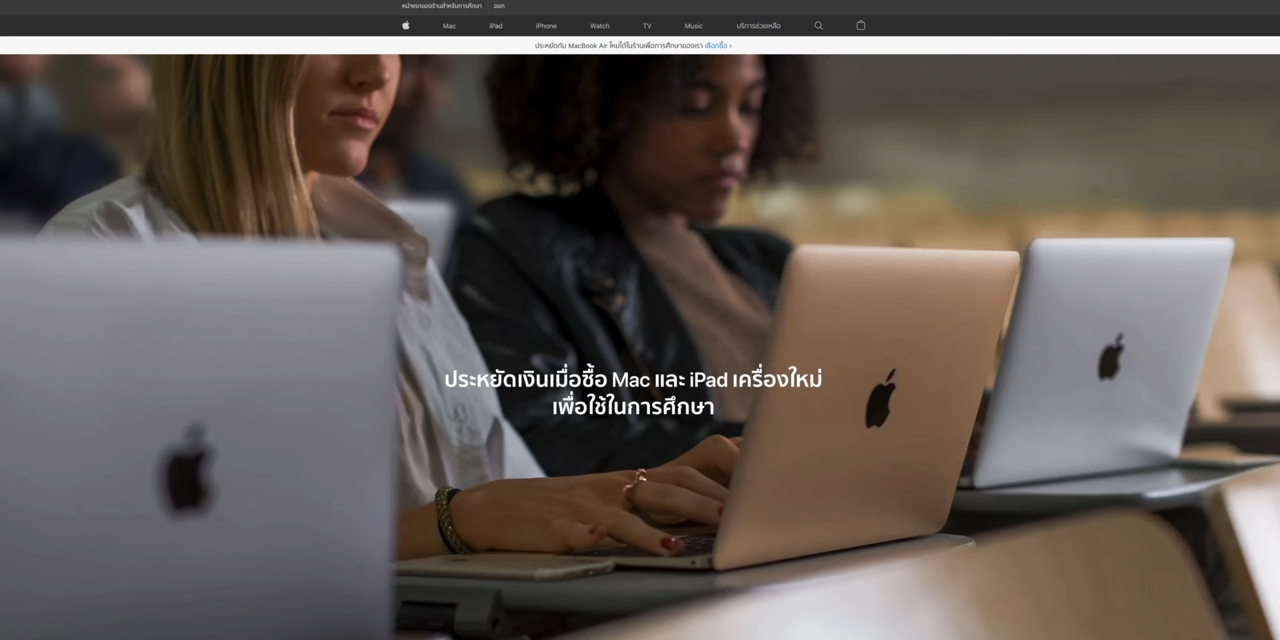 หน้าแรกของร้านสำหรับการศึกษา ออก
Mac iPad iPhone Watch TV Music บริการช่วยเหลือ
ประหยัดกับ MacBook Air ใหม่ได้ในร้านเพื่อการศึกษาของเรา เลือกซื้อ ›
ประหยัดเงินเมื่อซื้อ Mac และ iPad เครื่องใหม่
เพื่อใช้ในการศึกษา